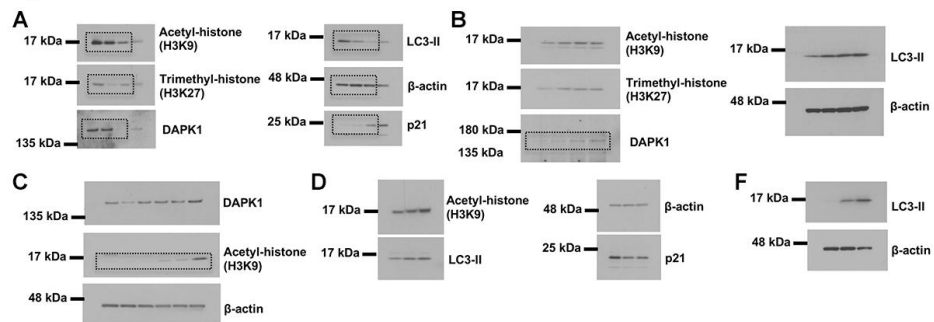 A
17 kDa
Acetyl-histone
(H3K9)
17 kDa
Trimethyl-histone
(H3K27)
DAPK1
135 kDa
17 kDa
LC3-II
48 kDa
β-actin
25 kDa
p21
B
17 kDa
Acetyl-histone
(H3K9)
17 kDa
Trimethyl-histone
(H3K27)
180 kDa
DAPK1
135 kDa
17 kDa
LC3-II
48 kDa
β-actin
C
DAPK1
135 kDa
17 kDa
Acetyl-histone
(H3K9)
48 kDa
β-actin
D
17 kDa
Acetyl-histone
(H3K9)
17 kDa
LC3-II
48 kDa
β-actin
25 kDa
p21
F
17 kDa
LC3-II
48 kDa
β-actin